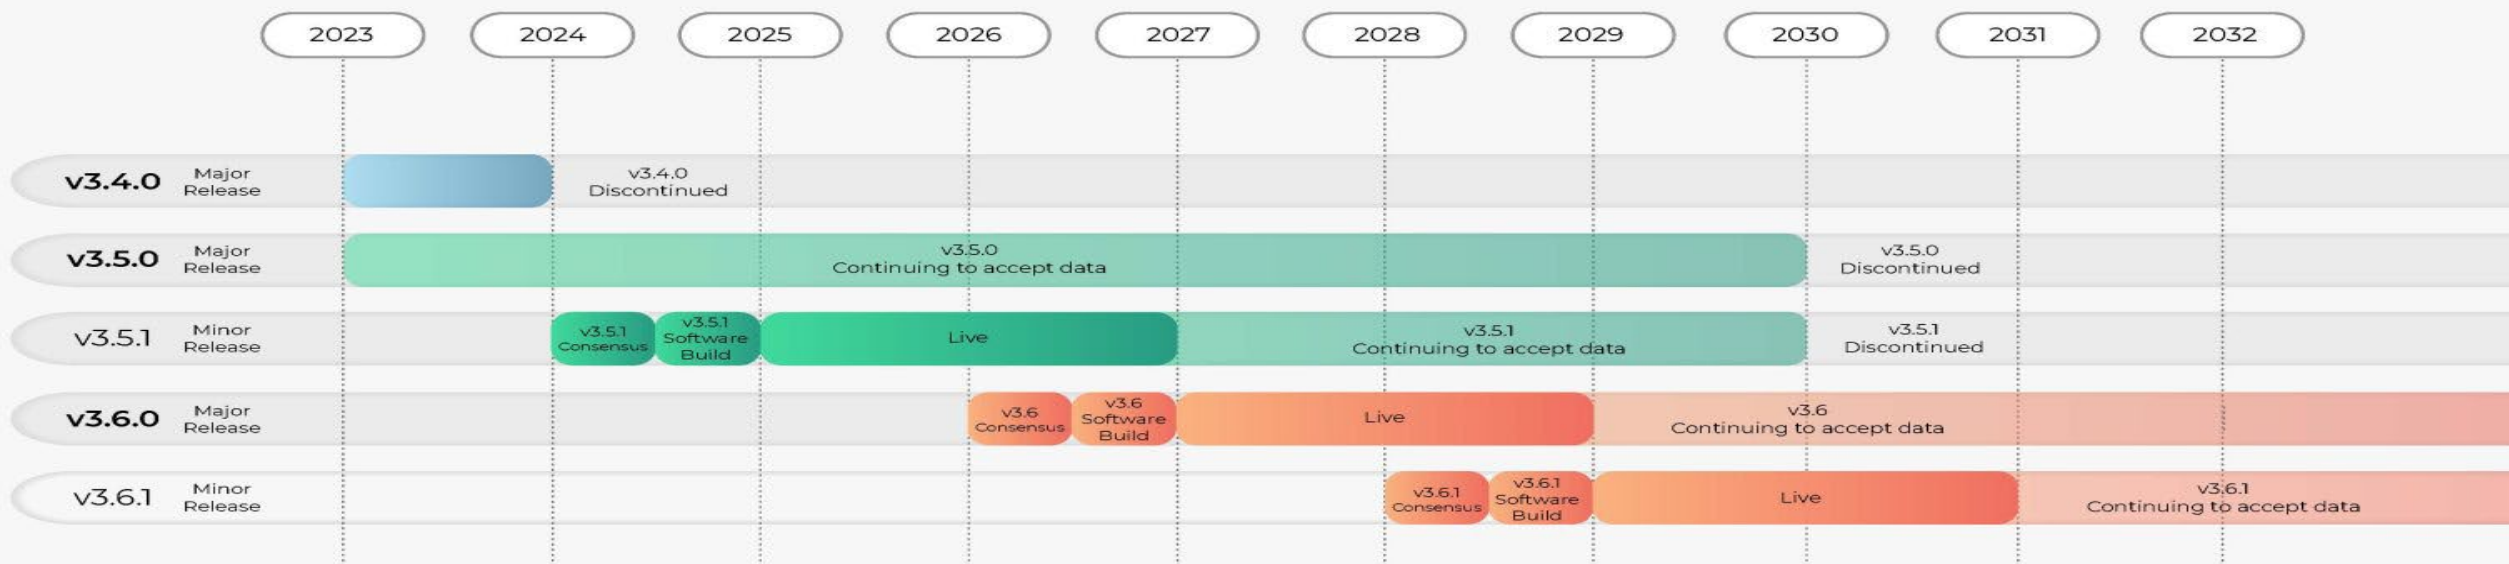 2023 2024 2025 2026 2027 2028 2029 2030 2031 2032
v3.4.0
Major
Release
v3.4.0
Discontinued
v3.5.0
Major
Release
v3.5.0
Continuing to accept data
v3.5.0
Discontinued
v3.5.1
Minor
Release
v3.5.1
Consensus
v3.5.1
Software
Build
Live
v3.5.1
Continuing to accept data
v3.5.1
Discontinued
v3.6.0
Major
Release
v3.6
Consensus
v3.6
Software
Build
Live
v3.6
Continuing to accept data
v3.6.1
Minor
Release
v3.6.1
Consensus
v3.6.1
Software
Build
Live
v3.6.1
Continuing to accept data